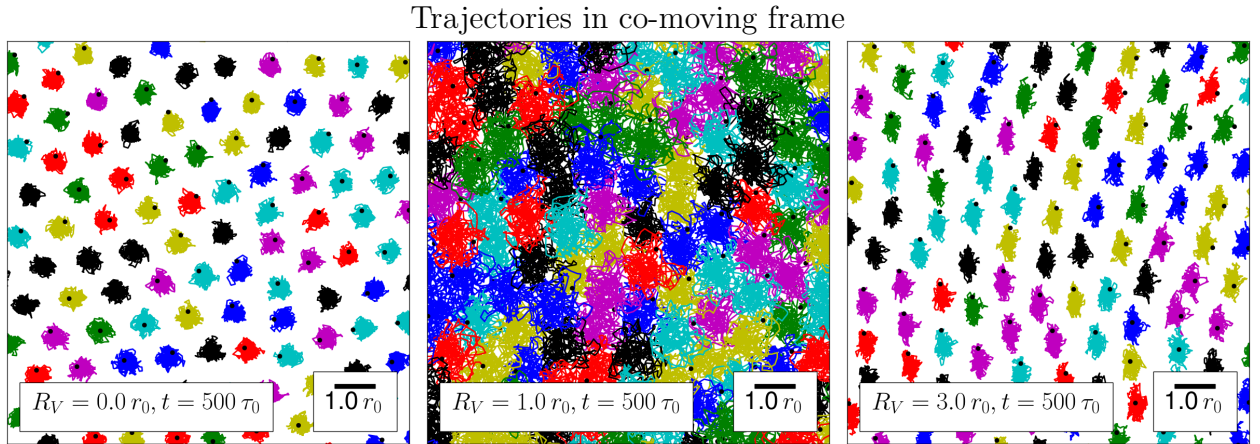 Trajectories in co-moving frame
R_V = 0.0 r_0, t = 500 τ_0
1.0 r_0
R_V = 1.0 r_0, t = 500 τ_0
1.0 r_0
R_V = 3.0 r_0, t = 500 τ_0
1.0 r_0